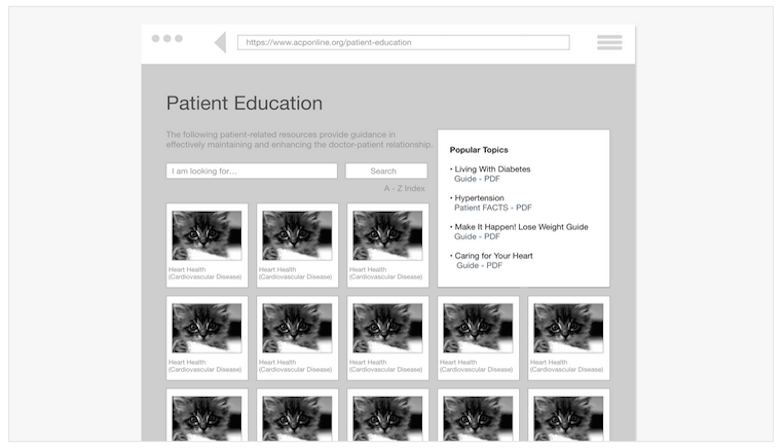 https://www.acponline.org/patient-education
Patient Education
The following patient-related resources provide guidance in
effectively maintaining and enhancing the doctor-patient relationship.
I am looking for...
Search
A - Z Index
Popular Topics
• Living With Diabetes
Guide - PDF
• Hypertension
Patient FACTS - PDF
• Make It Happen! Lose Weight Guide
Guide - PDF
• Caring for Your Heart
Guide - PDF
Heart Health
(Cardiovascular Disease)
Heart Health
(Cardiovascular Disease)
Heart Health
(Cardiovascular Disease)
Heart Health
(Cardiovascular Disease)
Heart Health
(Cardiovascular Disease)
Heart Health
(Cardiovascular Disease)
Heart Health
(Cardiovascular Disease)
Heart Health
(Cardiovascular Disease)